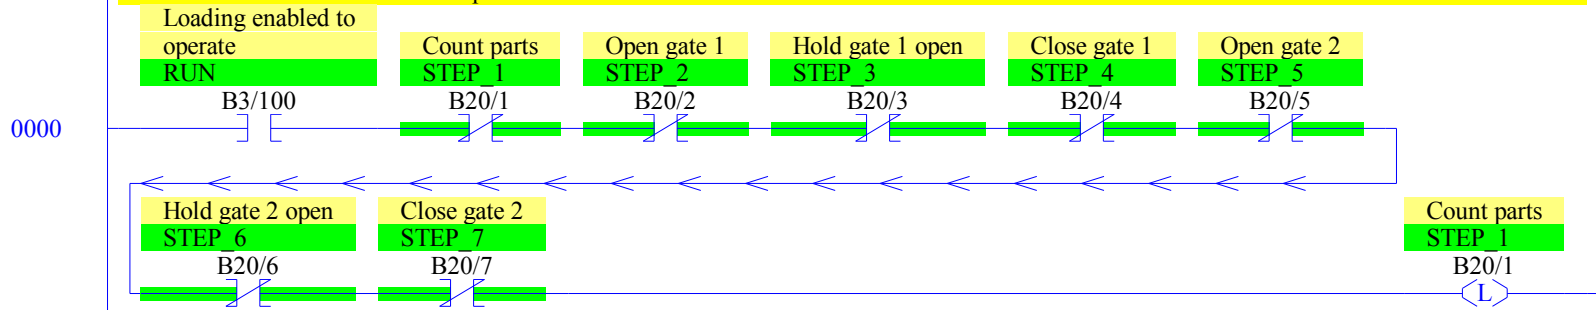 Loading enabled to
operate Count parts Open gate 1 Hold gate 1 open Close gate 1 Open gate 2
RUN STEP_1 STEP_2 STEP_3 STEP_4 STEP_5
B3/100 B20/1 B20/2 B20/3 B20/4 B20/5
0000
Hold gate 2 open Close gate 2 Count parts
STEP_6 STEP_7 STEP_1
B20/6 B20/7 B20/1
L